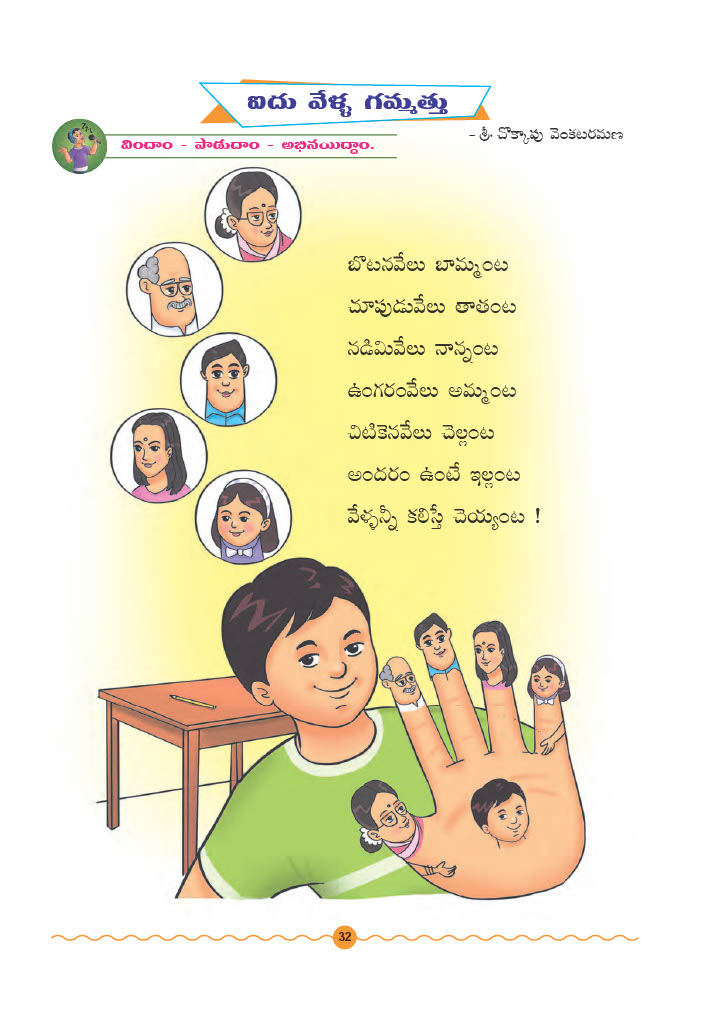 ఐదు వేళ్ళ గమ్మత్తు
- శ్రీ చొక్కాపు వెంకటరమణ
విందాం - పాడుదాం - అభినయిద్దాం.
బొటనవేలు బామ్మంట
చూపుడువేలు తాతంట
నడిమివేలు నాన్నంట
ఉంగరంవేలు అమ్మంట
చిటికెనవేలు చెల్లంట
అందరం ఉంటే ఇల్లంట
వేళ్ళన్నీ కలిస్తే చెయ్యంట !
32